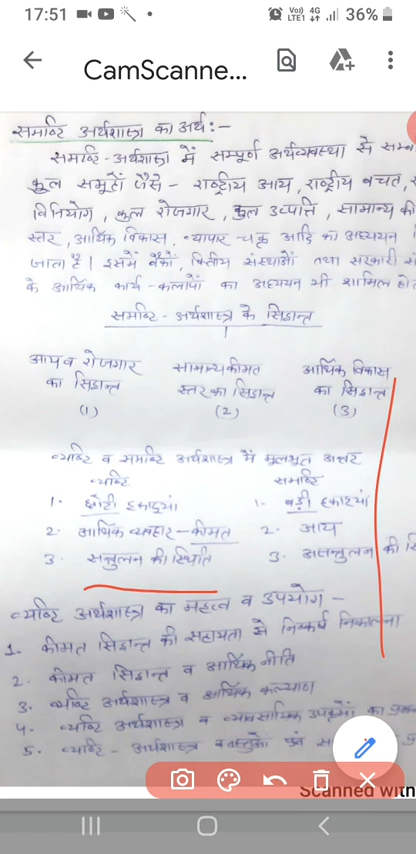 17:51
Vo)) 4G
LTE1
36%
CamScanne...
समष्टि अर्थशास्त्र का अर्थ:-
समष्टि-अर्थशास्त्र में सम्पूर्ण अर्थव्यवस्था से
कुल समूहों जैसे - राष्ट्रीय आय, राष्ट्रीय बचत,
विनियोग, कुल रोजगार, कुल उत्पत्ति, सामान्य
स्तर, आर्थिक विकास, व्यापार-चक्र आदि का अध्ययन
जाता है। इसमें बैंकों, वित्तीय संस्थाओं तथा सरकारी
के आर्थिक कार्य-कलापों का अध्ययन भी शामिल
समष्टि-अर्थशास्त्र के सिद्धान्त
आय व रोजगार सामान्य कीमत आर्थिक विकास
का सिद्धान्त स्तर का सिद्धान्त का सिद्धान्त
(1) (2) (3)
व्यष्टि व समष्टि अर्थशास्त्र में मूलभूत अन्तर
व्यष्टि समष्टि
1. छोटी इकाइयां 1. बड़ी इकाइयां
2. आर्थिक व्यवहार-कीमत 2. आय
3. सन्तुलन की स्थिति 3. असन्तुलन की
व्यष्टि अर्थशास्त्र का महत्व व उपयोग -
1. कीमत सिद्धान्त की सहायता से निष्कर्ष निकालना
2. कीमत सिद्धान्त व आर्थिक नीति
3. व्यष्टि अर्थशास्त्र व आर्थिक कल्याण
4. व्यष्टि अर्थशास्त्र व व्यावसायिक उपक्रमों का
5. व्यष्टि-अर्थशास्त्र
Scanned with